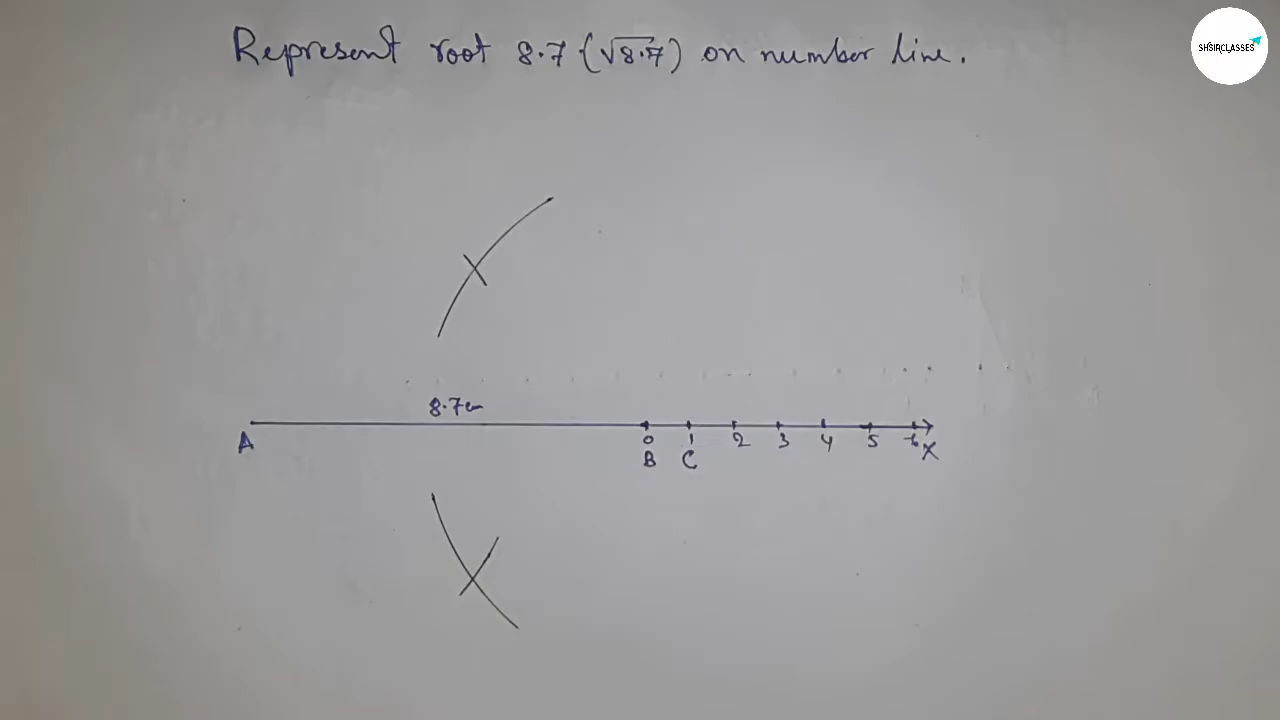 Represent root 8.7 (√8.7) on number line.
SHSIRCLASSES
8.7cm
A
0 1 2 3 4 5 6
B C X